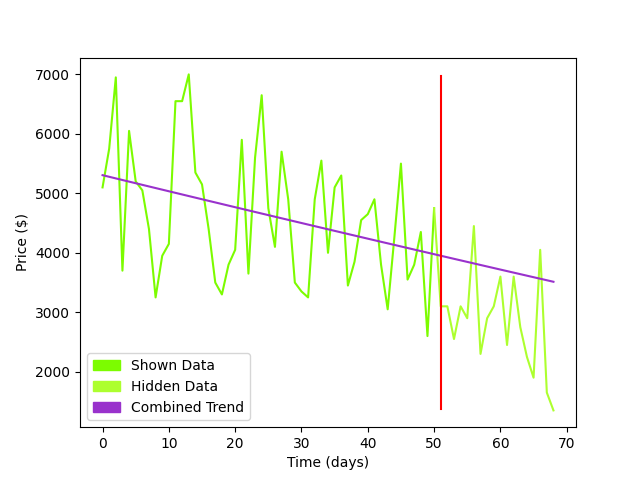 7000
6000
5000
4000
3000
2000
Price ($)
Shown Data
Hidden Data
Combined Trend
0 10 20 30 40 50 60 70
Time (days)